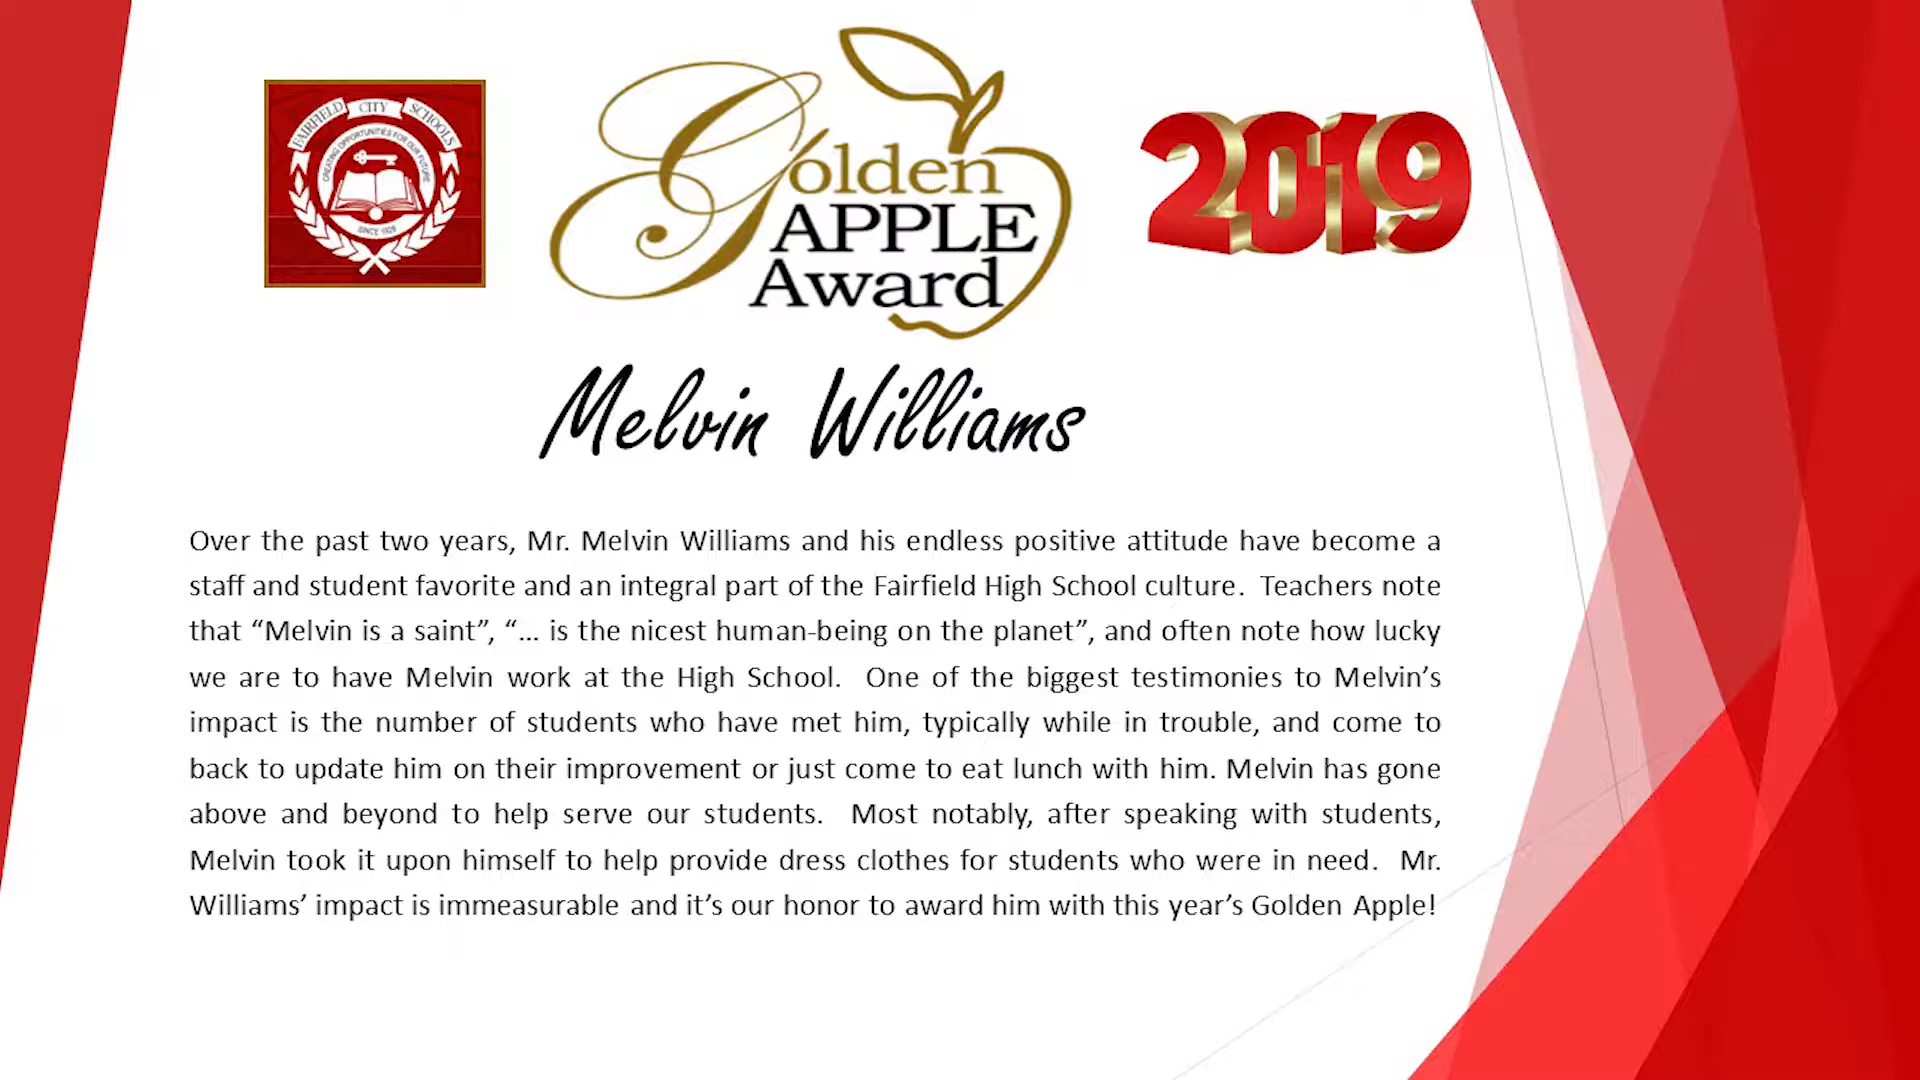 FAIRFIELD CITY SCHOOLS
CREATING OPPORTUNITIES FOR OUR FUTURE
SINCE 1929
Golden
APPLE
Award
2019
Melvin Williams
Over the past two years, Mr. Melvin Williams and his endless positive attitude have become a
staff and student favorite and an integral part of the Fairfield High School culture.  Teachers note
that “Melvin is a saint”, “… is the nicest human-being on the planet”, and often note how lucky
we are to have Melvin work at the High School.  One of the biggest testimonies to Melvin’s
impact is the number of students who have met him, typically while in trouble, and come to
back to update him on their improvement or just come to eat lunch with him. Melvin has gone
above and beyond to help serve our students.  Most notably, after speaking with students,
Melvin took it upon himself to help provide dress clothes for students who were in need.  Mr.
Williams’ impact is immeasurable and it’s our honor to award him with this year’s Golden Apple!